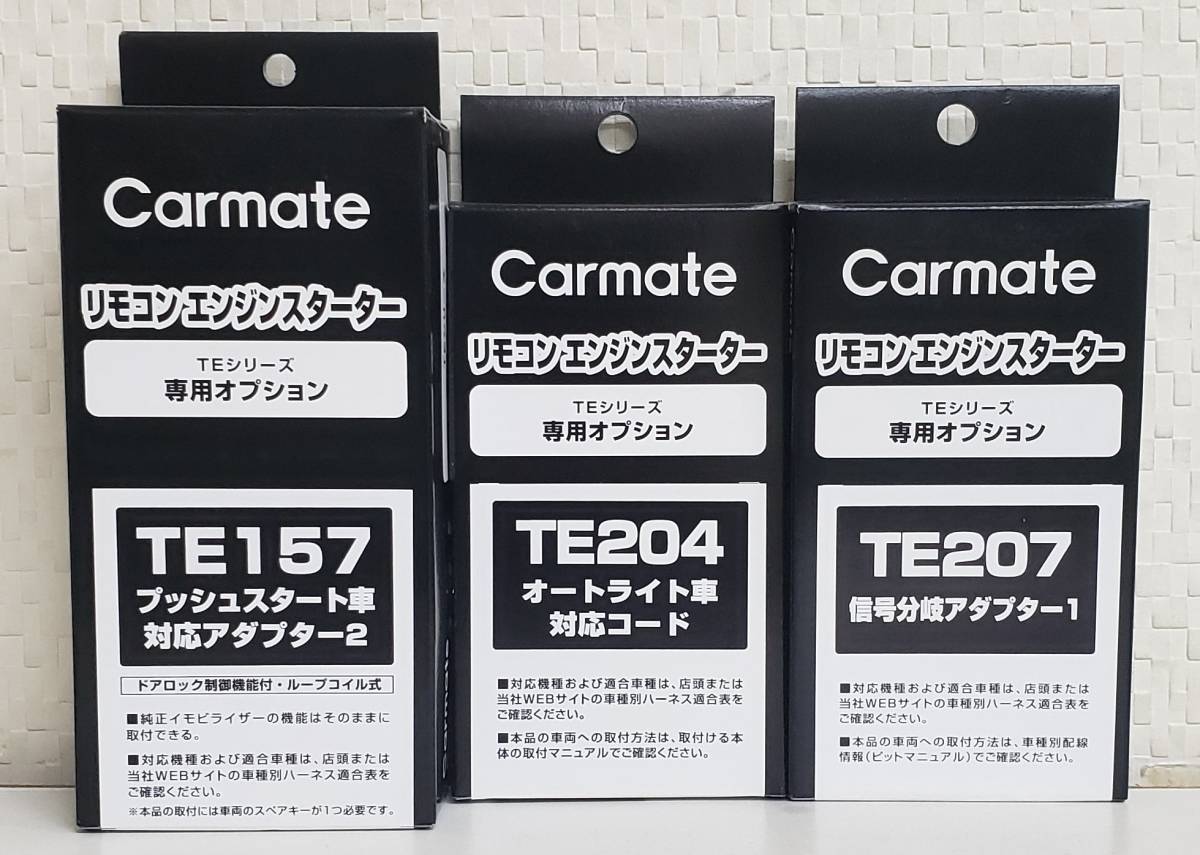 Carmate
リモコンエンジンスターター
TEシリーズ
専用オプション
TE157
プッシュスタート車
対応アダプター2
ドアロック制御機能付・ループコイル式
■純正イモビライザーの機能はそのままに
取付できる。
■対応機種および適合車種は、店頭または
当社WEBサイトの車種別ハーネス適合表を
ご確認ください。
※本品の取付には車両のスペアキーが1つ必要です。
Carmate
リモコンエンジンスターター
TEシリーズ
専用オプション
TE204
オートライト車
対応コード
■対応機種および適合車種は、店頭または
当社WEBサイトの車種別ハーネス適合表を
ご確認ください。
■本品の車両への取付方法は、取付ける本
体の取付マニュアルでご確認ください。
Carmate
リモコンエンジンスターター
TEシリーズ
専用オプション
TE207
信号分岐アダプター1
■対応機種および適合車種は、店頭または
当社WEBサイトの車種別ハーネス適合表を
ご確認ください。
■本品の車両への取付方法は、車種別配線
情報(ピットマニュアル)でご確認ください。